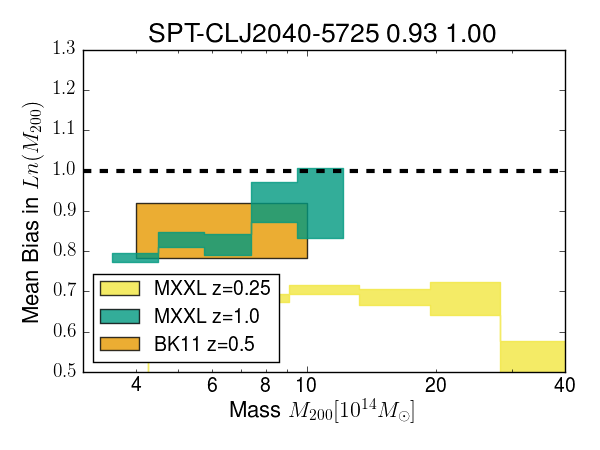 SPT-CLJ2040-5725 0.93 1.00
Mean Bias in Ln(M200)
1.3
1.2
1.1
1.0
0.9
0.8
0.7
0.6
0.5
MXXL z=0.25
MXXL z=1.0
BK11 z=0.5
4 6 8 10 20 40
Mass M200[10^14 M⊙]